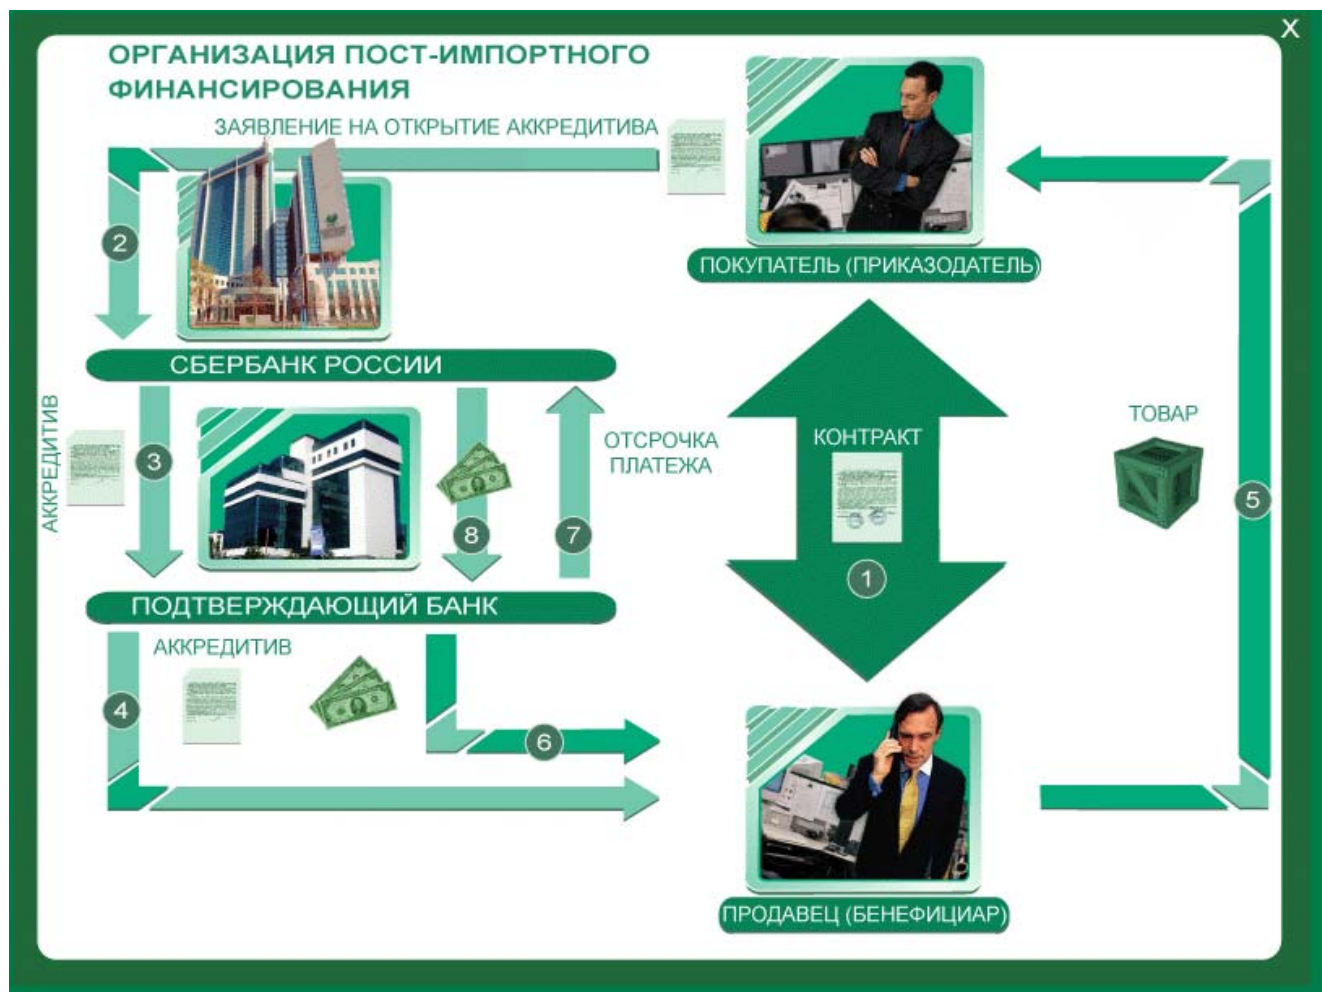 X
ОРГАНИЗАЦИЯ ПОСТ-ИМПОРТНОГО
ФИНАНСИРОВАНИЯ
ЗАЯВЛЕНИЕ НА ОТКРЫТИЕ АККРЕДИТИВА
2
ПОКУПАТЕЛЬ (ПРИКАЗОДАТЕЛЬ)
СБЕРБАНК РОССИИ
АККРЕДИТИВ
3
8
7
ОТСРОЧКА
ПЛАТЕЖА
КОНТРАКТ
1
ТОВАР
5
ПОДТВЕРЖДАЮЩИЙ БАНК
АККРЕДИТИВ
4
6
ПРОДАВЕЦ (БЕНЕФИЦИАР)